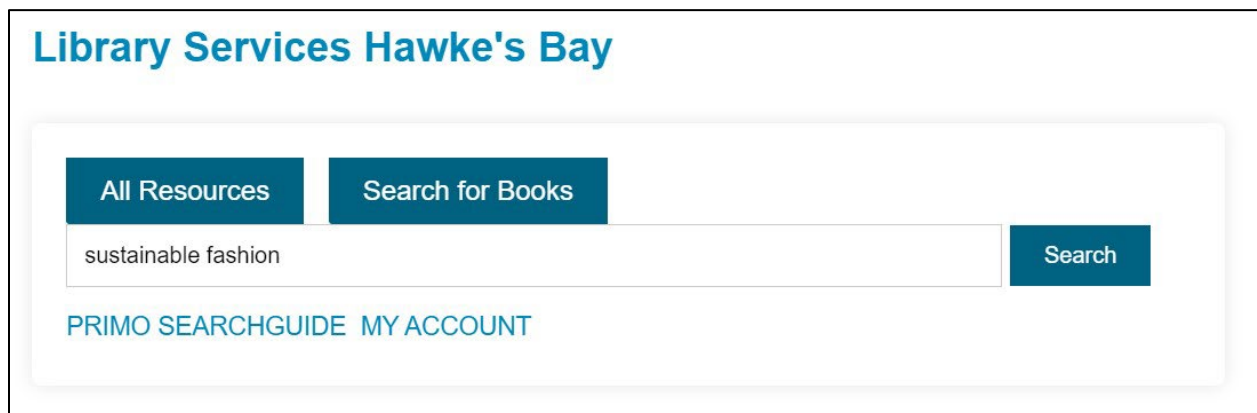 Library Services Hawke's Bay
All Resources Search for Books
sustainable fashion Search
PRIMO SEARCHGUIDE MY ACCOUNT